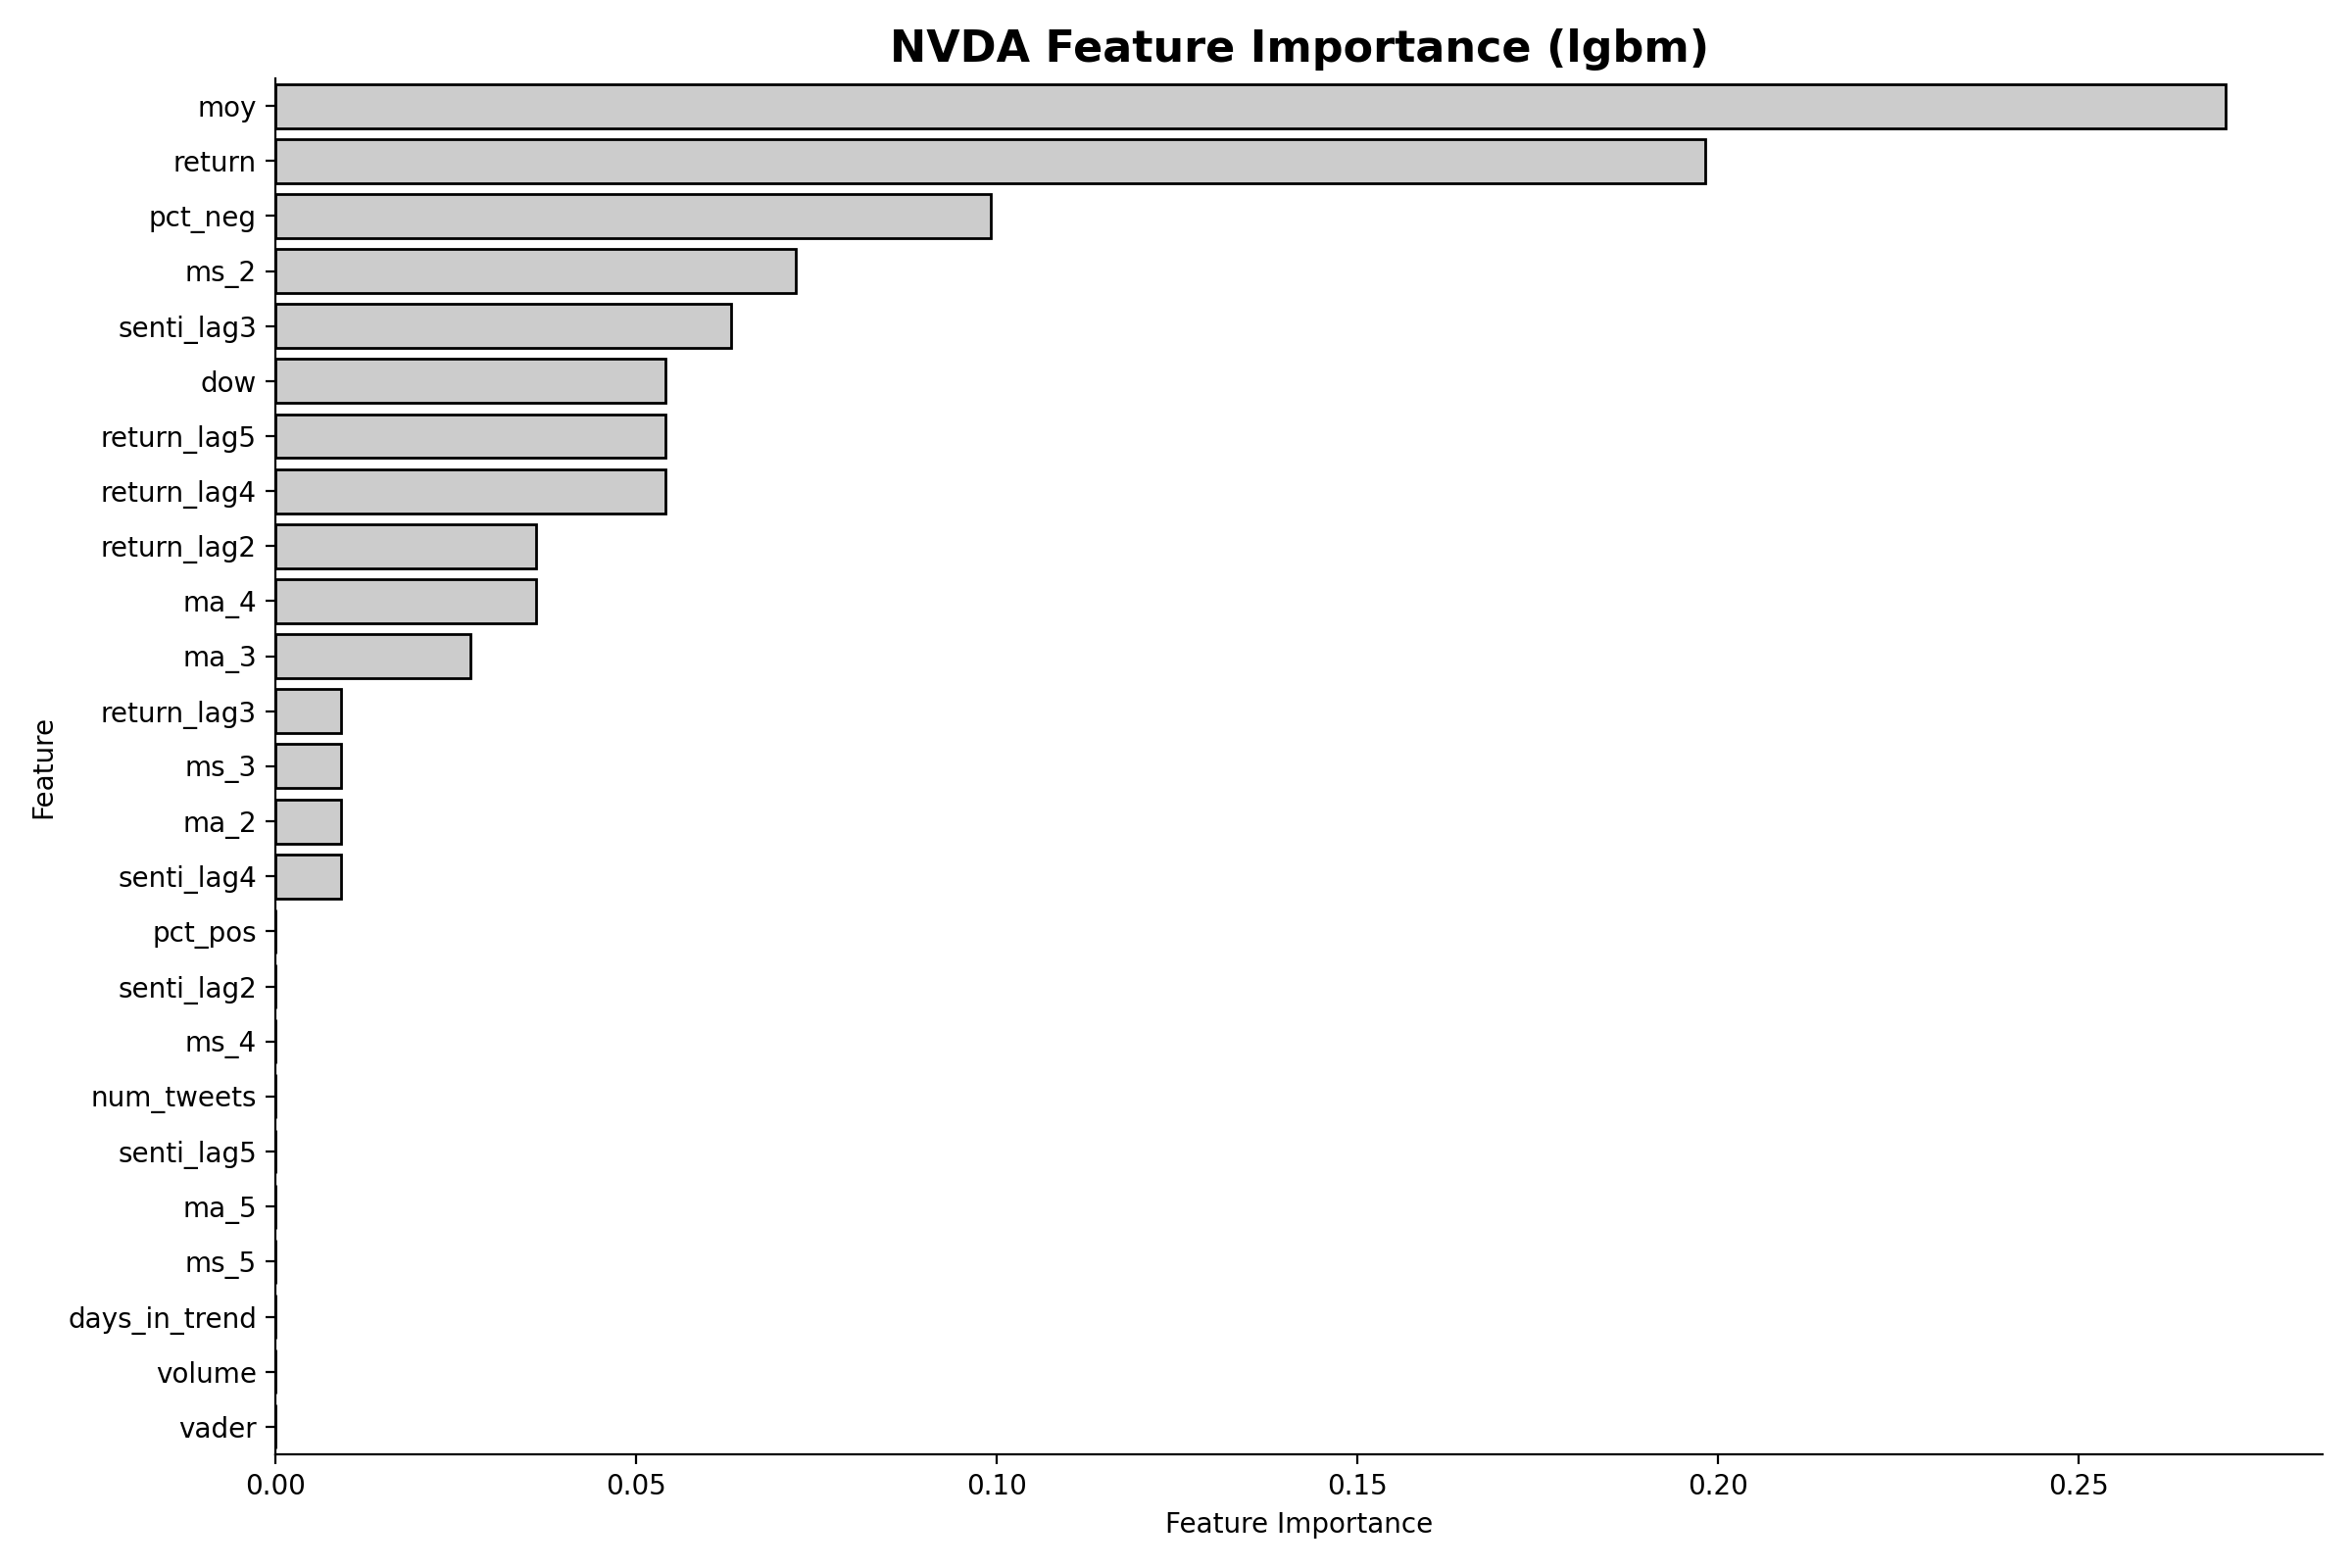 NVDA Feature Importance (lgbm)
moy
return
pct_neg
ms_2
senti_lag3
dow
return_lag5
return_lag4
return_lag2
ma_4
ma_3
return_lag3
ms_3
ma_2
senti_lag4
pct_pos
senti_lag2
ms_4
num_tweets
senti_lag5
ma_5
ms_5
days_in_trend
volume
vader
Feature
0.00 0.05 0.10 0.15 0.20 0.25
Feature Importance